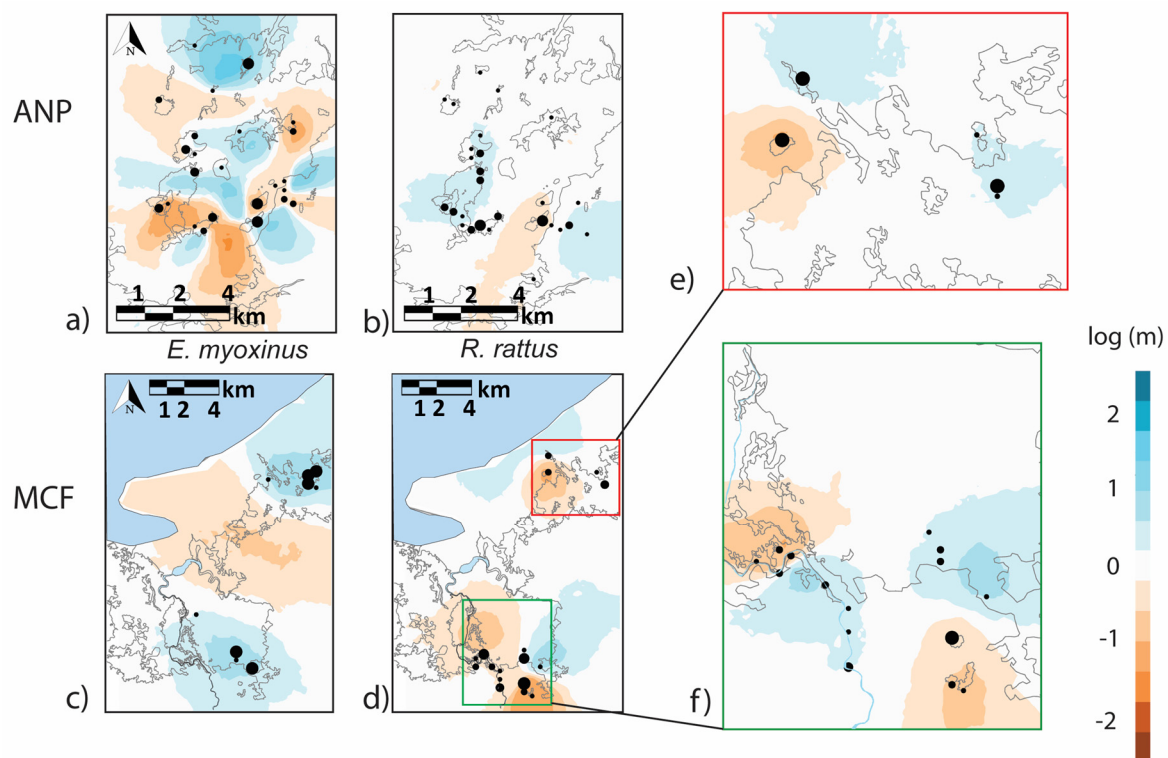 ANP
N
1 2 4
km
a)
E. myoxinus
1 2 4
km
b)
R. rattus
e)
MCF
N
km
1 2 4
c)
km
1 2 4
d)
f)
log (m)
2
1
0
-1
-2